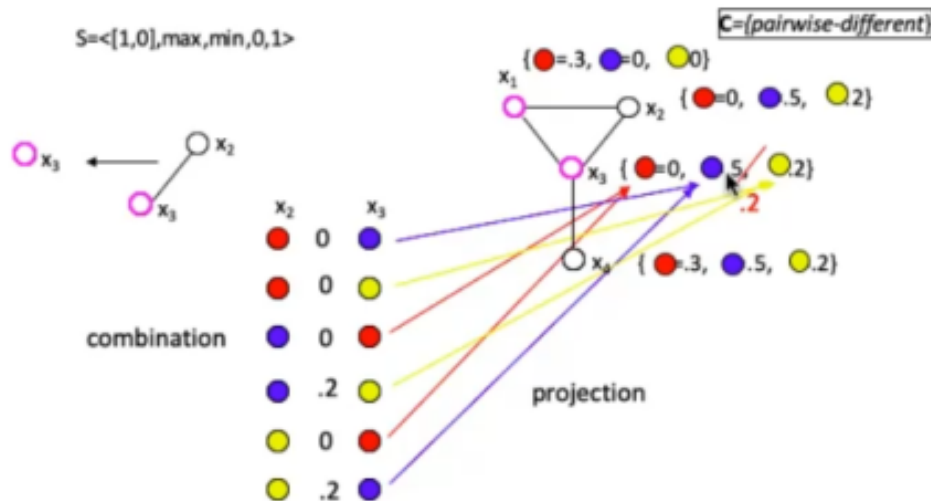 C={pairwise-different}
S=<[1,0],max,min,0,1>
{ =.3, =0, 0}
x1
{ =0, .5, .2}
x2
x3 { =0, .5, .2}
.2
x3
x2
x3
x2 x3
0
x4 { =.3, .5, .2}
0
combination 0
.2
projection
0
.2